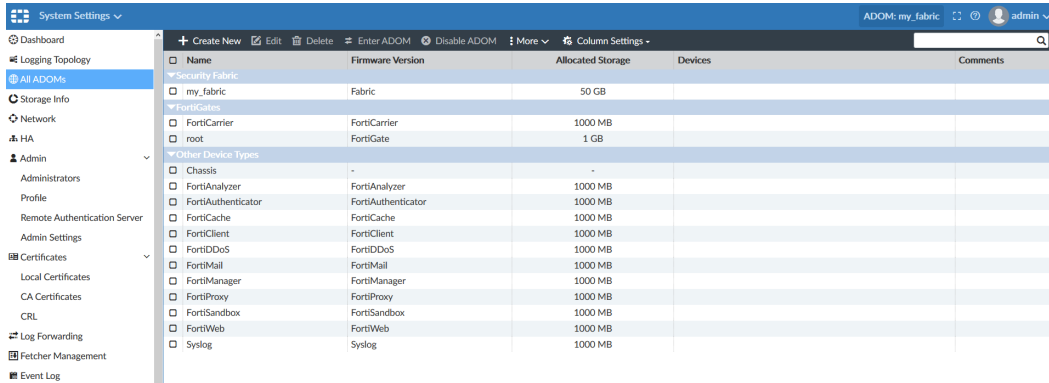 System Settings
ADOM: my_fabric
admin
Dashboard
Logging Topology
All ADOMs
Storage Info
Network
HA
Admin
Administrators
Profile
Remote Authentication Server
Admin Settings
Certificates
Local Certificates
CA Certificates
CRL
Log Forwarding
Fetcher Management
Event Log
Create New Edit Delete Enter ADOM Disable ADOM More Column Settings
Name Firmware Version Allocated Storage Devices Comments
Security Fabric
my_fabric Fabric 50 GB
FortiGates
FortiCarrier FortiCarrier 1000 MB
root FortiGate 1 GB
Other Device Types
Chassis - -
FortiAnalyzer FortiAnalyzer 1000 MB
FortiAuthenticator FortiAuthenticator 1000 MB
FortiCache FortiCache 1000 MB
FortiClient FortiClient 1000 MB
FortiDDoS FortiDDoS 1000 MB
FortiMail FortiMail 1000 MB
FortiManager FortiManager 1000 MB
FortiProxy FortiProxy 1000 MB
FortiSandbox FortiSandbox 1000 MB
FortiWeb FortiWeb 1000 MB
Syslog Syslog 1000 MB